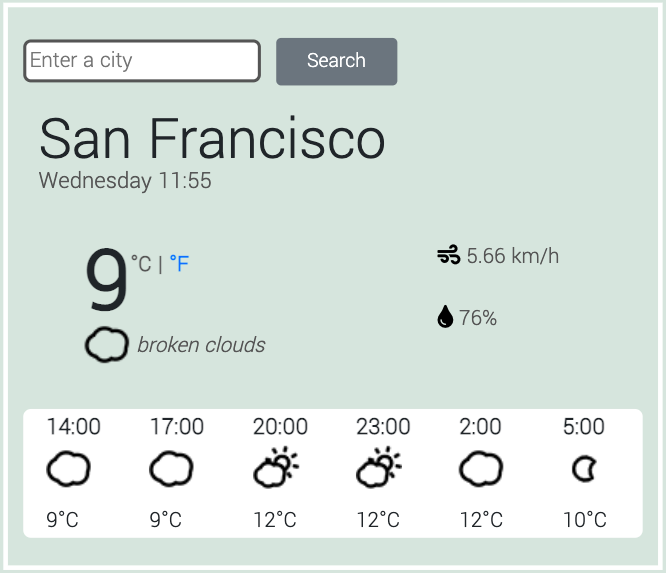 Enter a city
Search
San Francisco
Wednesday 11:55
9 °C | °F
5.66 km/h
broken clouds
76%
14:00 17:00 20:00 23:00 2:00 5:00
9°C 9°C 12°C 12°C 12°C 10°C